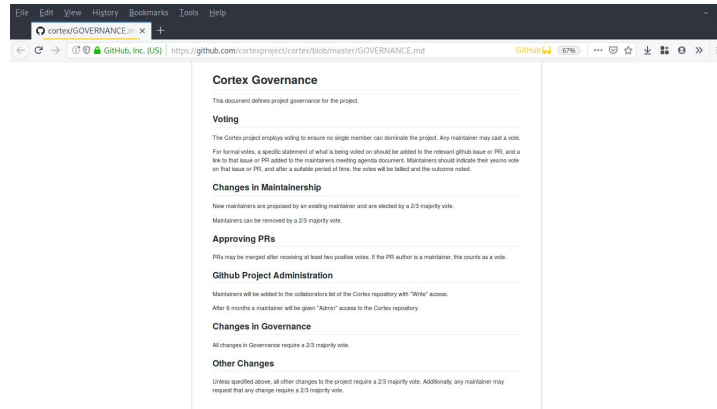 File Edit View History Bookmarks Tools Help
cortex/GOVERNANCE.m
GitHub, Inc. (US) https://github.com/cortexproject/cortex/blob/master/GOVERNANCE.md GitHub 67%
Cortex Governance
This document defines project governance for the project.
Voting
The Cortex project employs voting to ensure no single member can dominate the project. Any maintainer may cast a vote.
For formal votes, a specific statement of what is being voted on should be added to the relevant github issue or PR, and a
link to that issue or PR added to the maintainers meeting agenda document. Maintainers should indicate their yes/no vote
on that issue or PR, and after a suitable period of time, the votes will be tallied and the outcome noted.
Changes in Maintainership
New maintainers are proposed by an existing maintainer and are elected by a 2/3 majority vote.
Maintainers can be removed by a 2/3 majority vote.
Approving PRs
PRs may be merged after receiving at least two positive votes. If the PR author is a maintainer, this counts as a vote.
Github Project Administration
Maintainers will be added to the collaborators list of the Cortex repository with "Write" access.
After 6 months a maintainer will be given "Admin" access to the Cortex repository.
Changes in Governance
All changes in Governance require a 2/3 majority vote.
Other Changes
Unless specified above, all other changes to the project require a 2/3 majority vote. Additionally, any maintainer may
request that any change require a 2/3 majority vote.